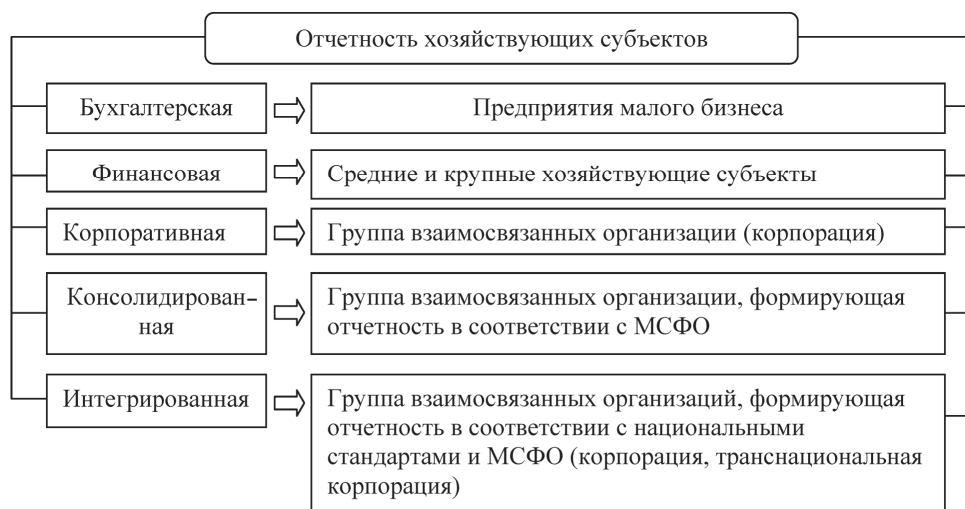 Отчетность хозяйствующих субъектов
Бухгалтерская
Предприятия малого бизнеса
Финансовая
Средние и крупные хозяйствующие субъекты
Корпоративная
Группа взаимосвязанных организации (корпорация)
Консолидирован-
ная
Группа взаимосвязанных организации, формирующая
отчетность в соответствии с МСФО
Интегрированная
Группа взаимосвязанных организаций, формирующая
отчетность в соответствии с национальными
стандартами и МСФО (корпорация, транснациональная
корпорация)